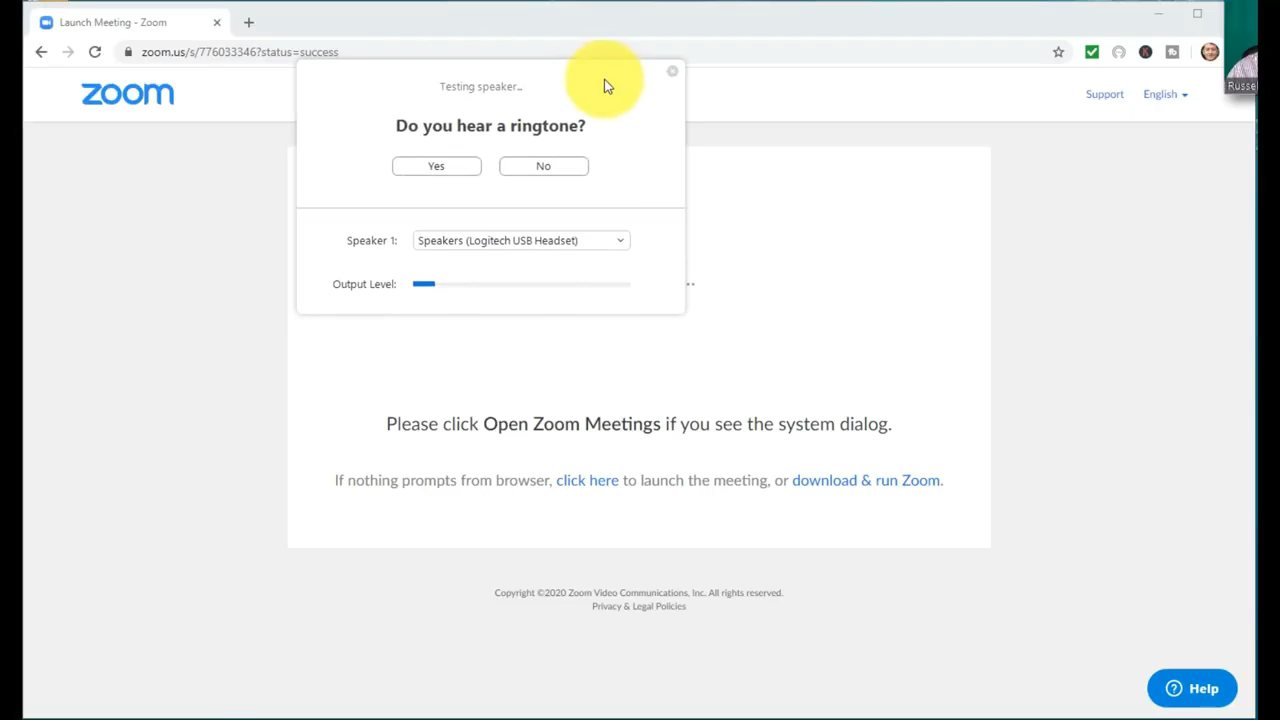 Launch Meeting - Zoom
zoom.us/s/776033346?status=success
Russel
zoom
Support
English
Testing speaker...
Do you hear a ringtone?
Yes
No
Speaker 1:
Speakers (Logitech USB Headset)
Output Level:
Please click Open Zoom Meetings if you see the system dialog.
If nothing prompts from browser, click here to launch the meeting, or download & run Zoom.
Copyright ©2020 Zoom Video Communications, Inc. All rights reserved.
Privacy & Legal Policies
Help